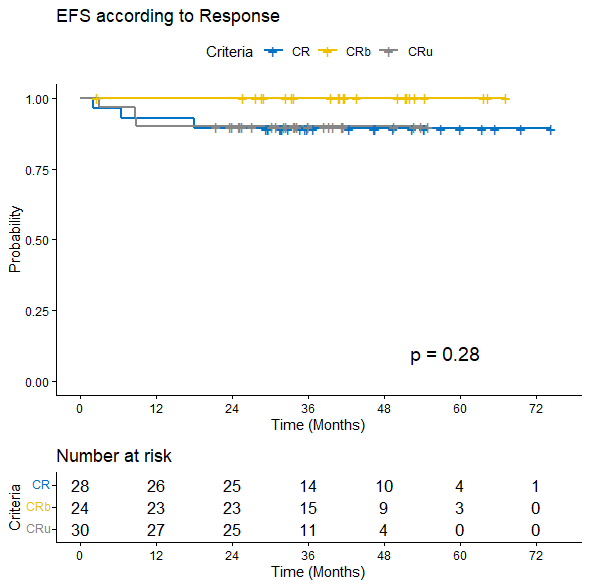 EFS according to Response
Criteria CR CRb CRu
1.00
0.75
0.50
0.25
0.00
Probability
p = 0.28
0 12 24 36 48 60 72
Time (Months)
Number at risk
Criteria
CR 28 26 25 14 10 4 1
CRb 24 23 23 15 9 3 0
CRu 30 27 25 11 4 0 0
0 12 24 36 48 60 72
Time (Months)